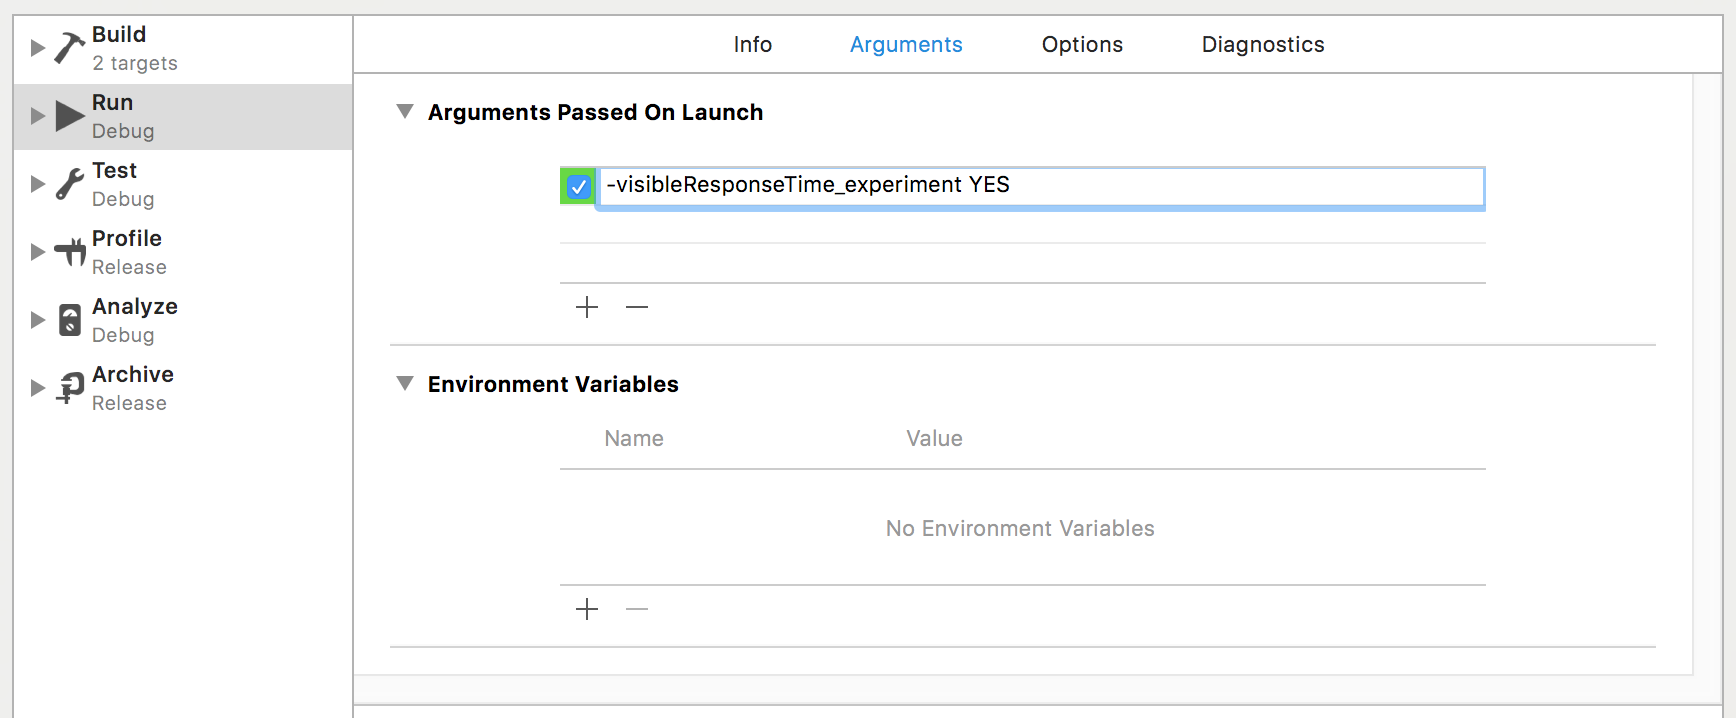 Build
2 targets
Run
Debug
Test
Debug
Profile
Release
Analyze
Debug
Archive
Release
Info Arguments Options Diagnostics
Arguments Passed On Launch
-visibleResponseTime_experiment YES
Environment Variables
Name Value
No Environment Variables